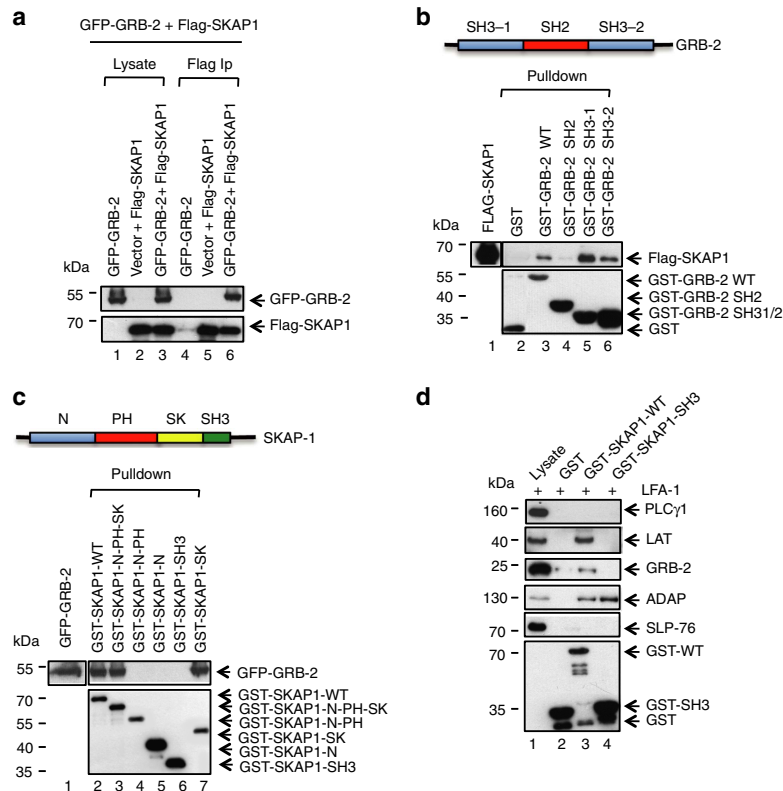 a
GFP-GRB-2 + Flag-SKAP1
Lysate Flag Ip
GFP-GRB-2
Vector + Flag-SKAP1
GFP-GRB-2+ Flag-SKAP1
GFP-GRB-2
Vector + Flag-SKAP1
GFP-GRB-2+ Flag-SKAP1
kDa
55 GFP-GRB-2
70 Flag-SKAP1
1 2 3 4 5 6
b
SH3–1 SH2 SH3–2
GRB-2
Pulldown
FLAG-SKAP1
GST
GST-GRB-2 WT
GST-GRB-2 SH2
GST-GRB-2 SH3-1
GST-GRB-2 SH3-2
kDa
70 Flag-SKAP1
55 GST-GRB-2 WT
40 GST-GRB-2 SH2
35 GST-GRB-2 SH31/2
GST
1 2 3 4 5 6
c
N PH SK SH3
SKAP-1
Pulldown
GFP-GRB-2
GST-SKAP1-WT
GST-SKAP1-N-PH-SK
GST-SKAP1-N-PH
GST-SKAP1-N
GST-SKAP1-SH3
GST-SKAP1-SK
kDa
55 GFP-GRB-2
70 GST-SKAP1-WT
GST-SKAP1-N-PH-SK
55 GST-SKAP1-N-PH
GST-SKAP1-SK
40 GST-SKAP1-N
35 GST-SKAP1-SH3
1 2 3 4 5 6 7
d
Lysate
GST
GST-SKAP1-WT
GST-SKAP1-SH3
kDa
+ + + + LFA-1
160 PLCγ1
40 LAT
25 GRB-2
130 ADAP
70 SLP-76
70 GST-WT
35 GST-SH3
GST
1 2 3 4